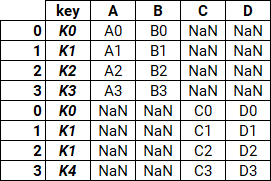 key A B C D
0 K0 A0 B0 NaN NaN
1 K1 A1 B1 NaN NaN
2 K2 A2 B2 NaN NaN
3 K3 A3 B3 NaN NaN
0 K0 NaN NaN C0 D0
1 K1 NaN NaN C1 D1
2 K1 NaN NaN C2 D2
3 K4 NaN NaN C3 D3